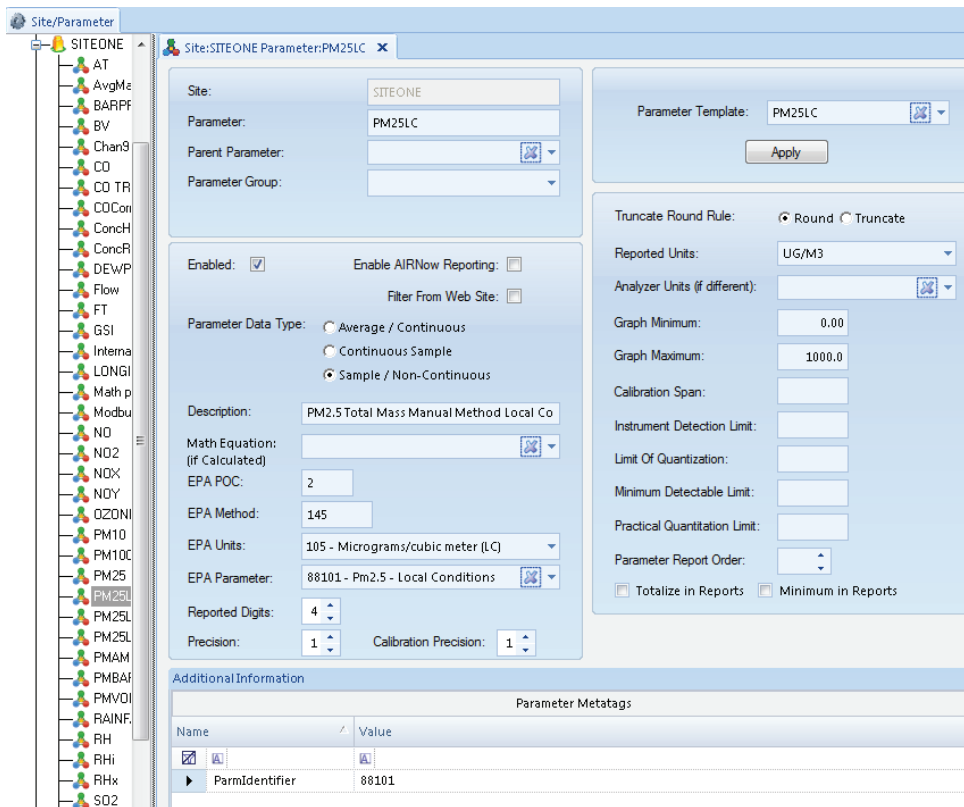 Site/Parameter
SITEONE
AT
AvgMa
BARPF
BV
Chan9
CO
CO TR
COCon
ConcH
ConcR
DEWP
Flow
FT
GSI
Interna
LONGI
Math p
Modbu
NO
NO2
NOX
NOY
OZONI
PM10
PM10C
PM25
PM25L
PM25L
PM25L
PMAM
PMBAF
PMVOI
RAINF.
RH
RHi
RHx
SO2
Site:SITEONE Parameter:PM25LC
Site: SITEONE
Parameter: PM25LC
Parent Parameter:
Parameter Group:
Parameter Template: PM25LC
Apply
Enabled: Enable AIRNow Reporting:
Filter From Web Site:
Parameter Data Type: Average / Continuous
Continuous Sample
Sample / Non-Continuous
Description: PM2.5 Total Mass Manual Method Local Co
Math Equation:
(if Calculated)
EPA POC: 2
EPA Method: 145
EPA Units: 105 - Micrograms/cubic meter (LC)
EPA Parameter: 88101 - Pm2.5 - Local Conditions
Reported Digits: 4
Precision: 1 Calibration Precision: 1
Truncate Round Rule: Round Truncate
Reported Units: UG/M3
Analyzer Units (if different):
Graph Minimum: 0.00
Graph Maximum: 1000.0
Calibration Span:
Instrument Detection Limit:
Limit Of Quantization:
Minimum Detectable Limit:
Practical Quantitation Limit:
Parameter Report Order:
Totalize in Reports Minimum in Reports
Additional Information
Parameter Metatags
Name Value
A A
ParmIdentifier 88101